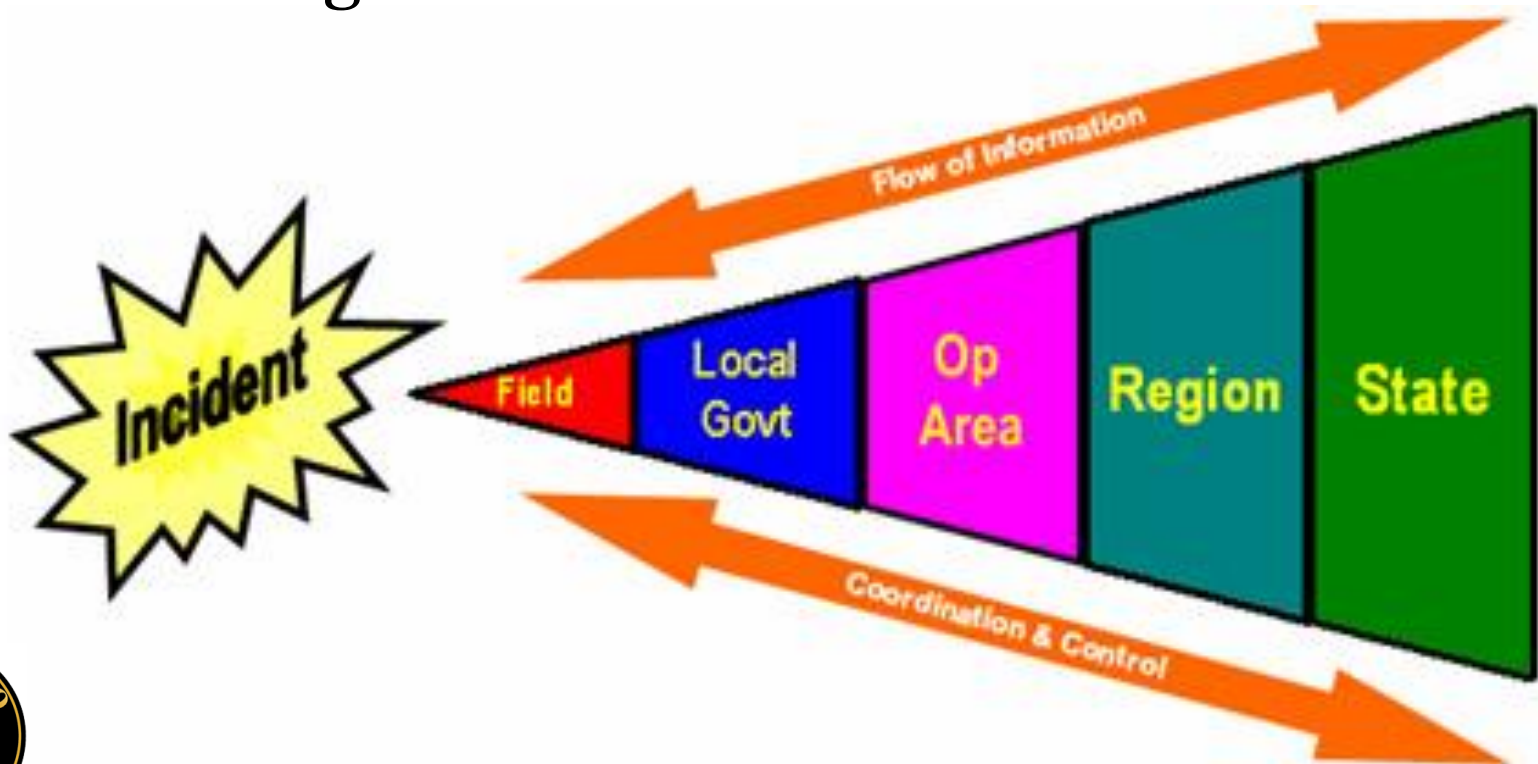 Flow of Information
Incident
Field
Local
Govt
Op
Area
Region
State
Coordination & Control